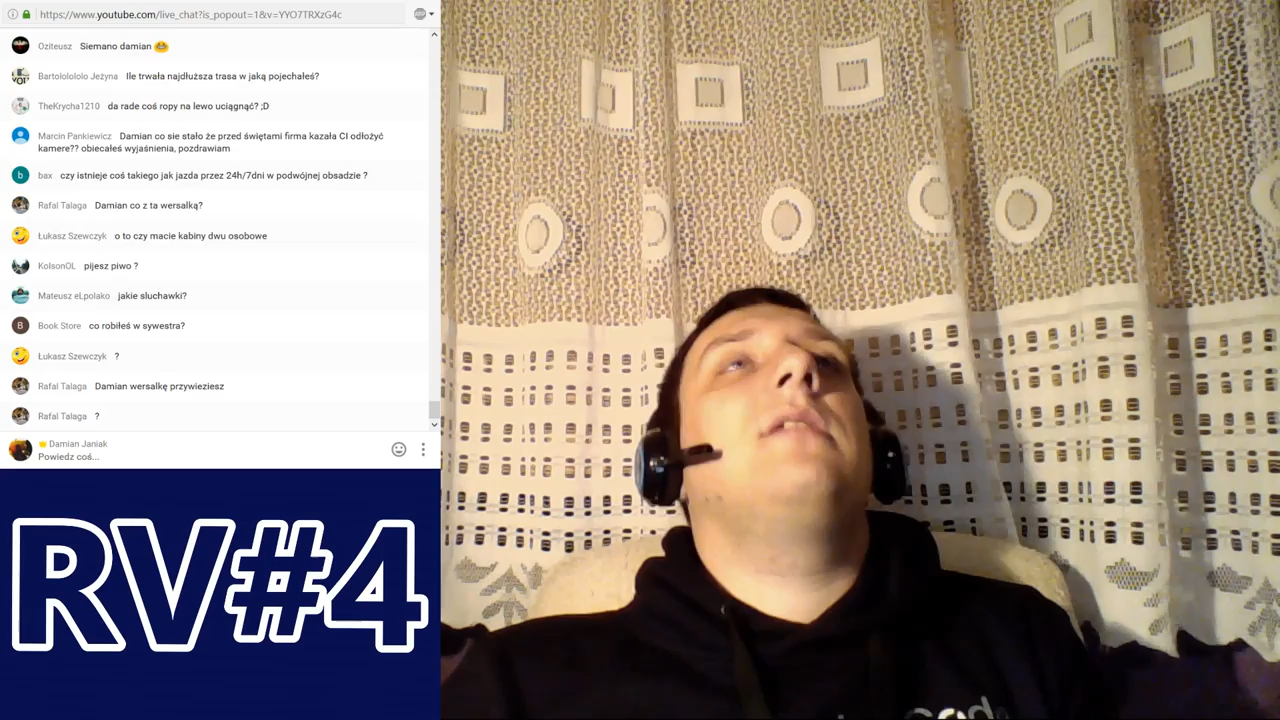 https://www.youtube.com/live_chat?is_popout=1&v=YYO7TRXzG4c
Oziteusz Siemano damian
Bartolololololo Jeżyna Ile trwała najdłuższa trasa w jaką pojechałeś?
TheKrycha1210 da rade coś ropy na lewo uciągnąć? ;D
Marcin Pankiewicz Damian co sie stało że przed świętami firma kazała CI odłożyć
kamere?? obiecałeś wyjaśnienia, pozdrawiam
b bax czy istnieje coś takiego jak jazda przez 24h/7dni w podwójnej obsadzie ?
Rafal Talaga Damian co z ta wersalką?
Łukasz Szewczyk o to czy macie kabiny dwu osobowe
KolsonOL pijesz piwo ?
Mateusz eLpolako jakie sluchawki?
B Book Store co robiłeś w sywestra?
Łukasz Szewczyk ?
Rafal Talaga Damian wersalkę przywieziesz
Rafal Talaga ?
Damian Janiak
Powiedz coś...
RV#4